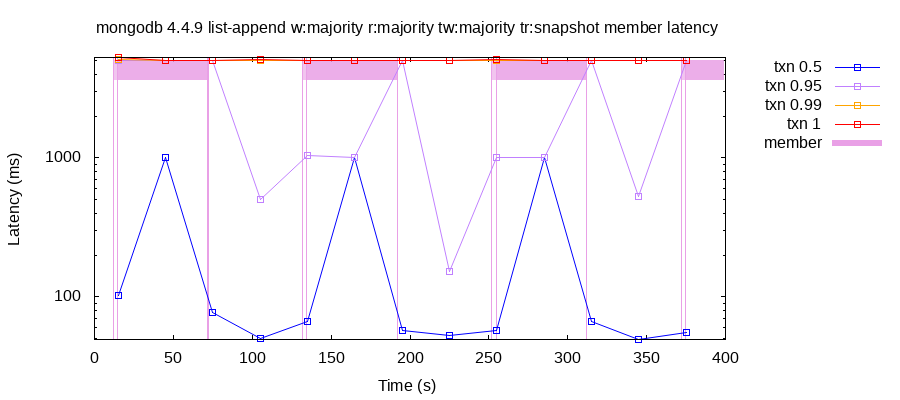 mongodb 4.4.9 list-append w:majority r:majority tw:majority tr:snapshot member latency
txn 0.5
txn 0.95
txn 0.99
txn 1
member
Latency (ms)
1000
100
0 50 100 150 200 250 300 350 400
Time (s)